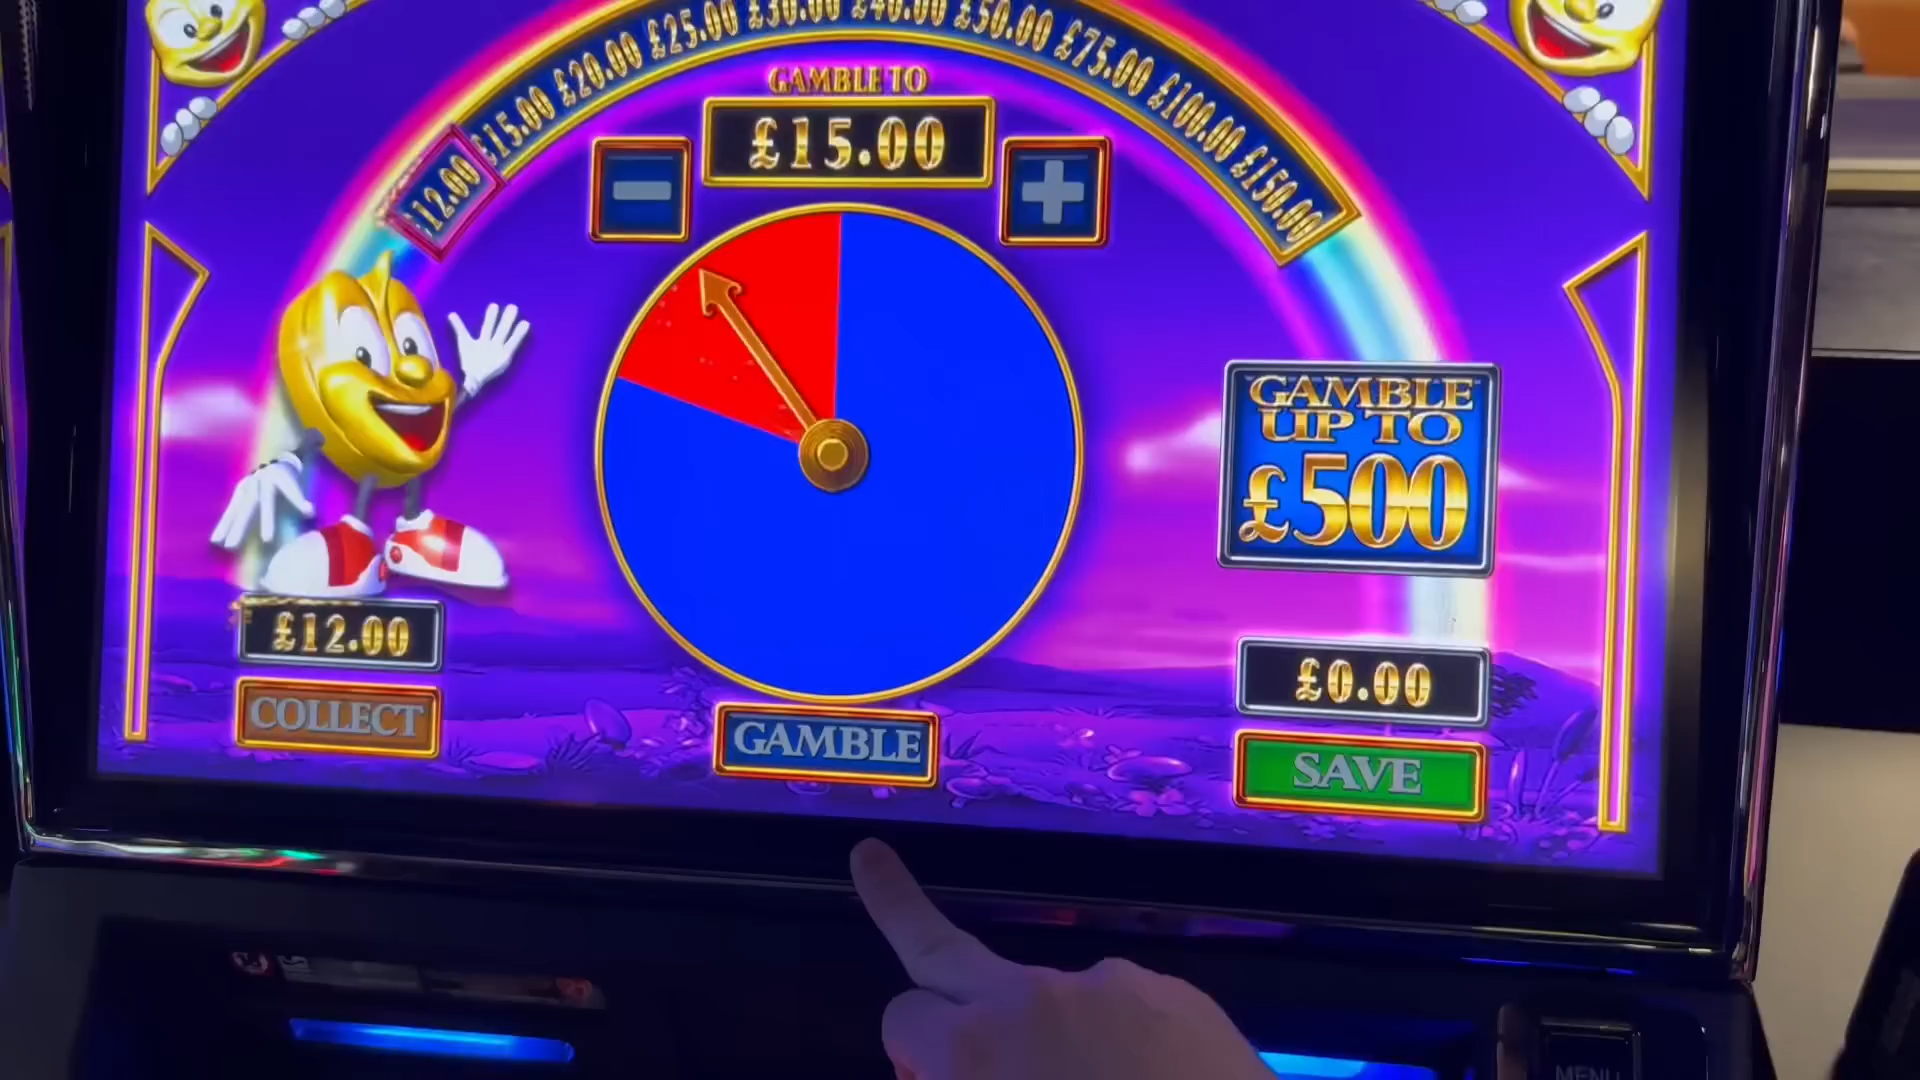 £12.00 £15.00 £20.00 £25.00 £30.00 £40.00 £50.00 £75.00 £100.00 £150.00
GAMBLE TO
£15.00
GAMBLE
UP TO
£500
£12.00
£0.00
COLLECT
GAMBLE
SAVE
MENU